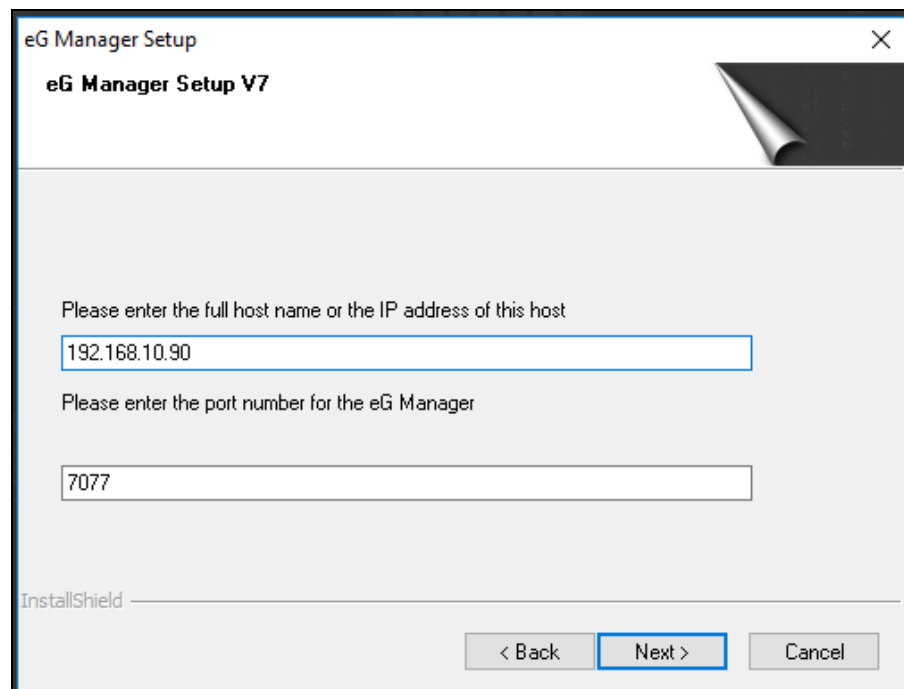 eG Manager Setup
eG Manager Setup V7
Please enter the full host name or the IP address of this host
192.168.10.90
Please enter the port number for the eG Manager
7077
InstallShield
< Back
Next >
Cancel